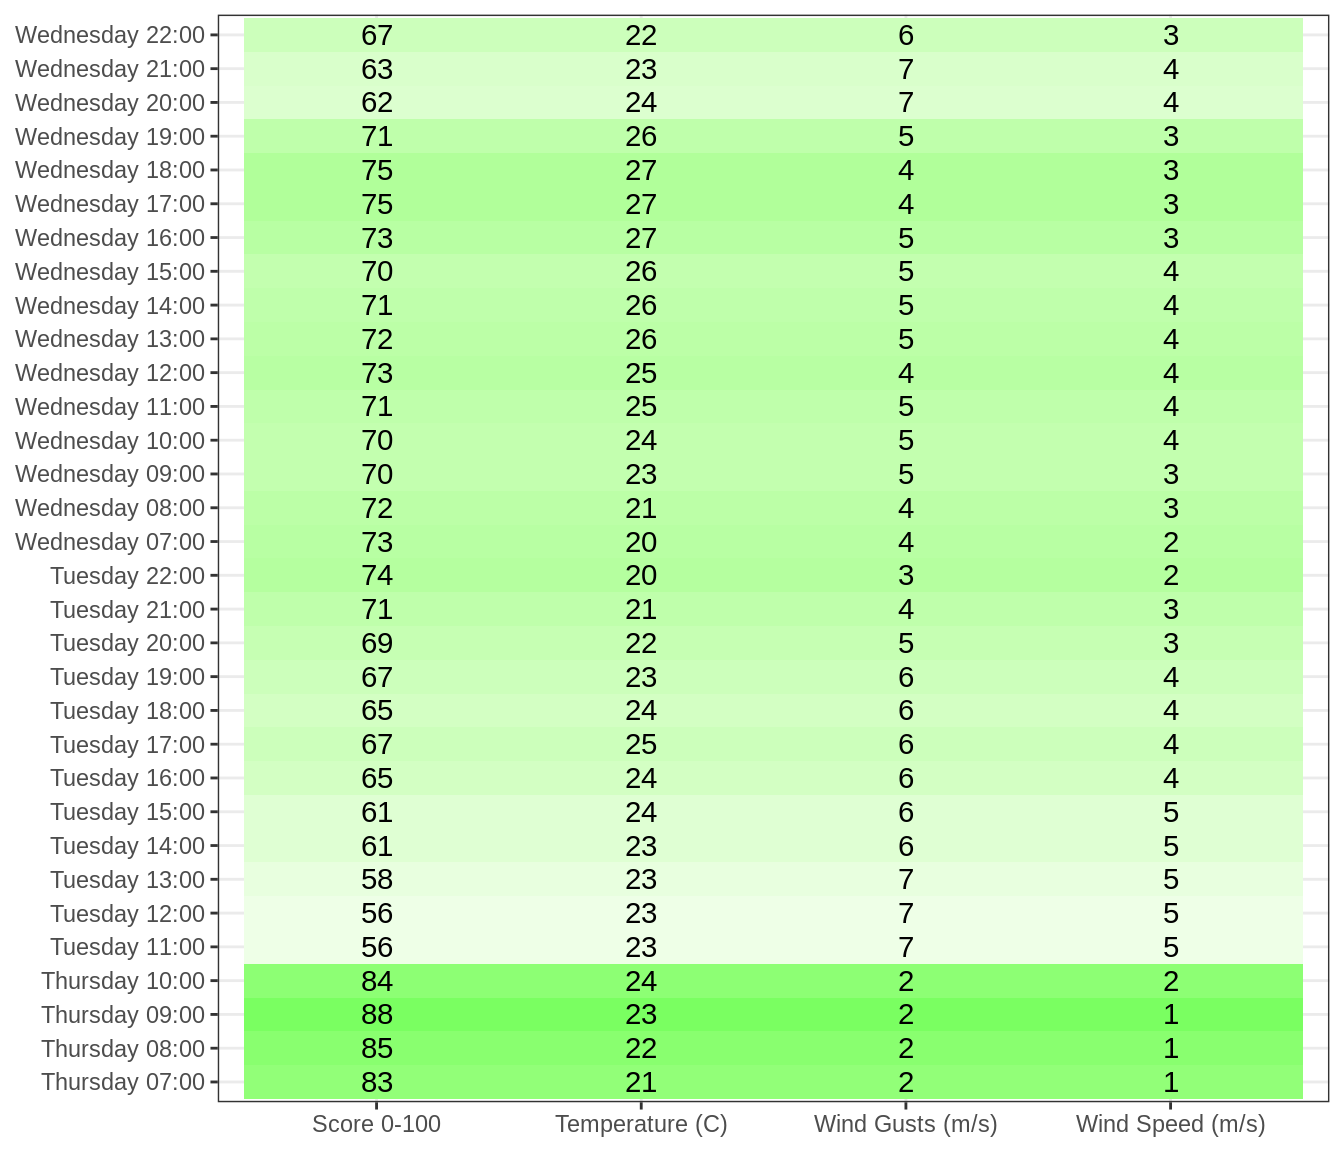 Wednesday 22:00 67 22 6 3
Wednesday 21:00 63 23 7 4
Wednesday 20:00 62 24 7 4
Wednesday 19:00 71 26 5 3
Wednesday 18:00 75 27 4 3
Wednesday 17:00 75 27 4 3
Wednesday 16:00 73 27 5 3
Wednesday 15:00 70 26 5 4
Wednesday 14:00 71 26 5 4
Wednesday 13:00 72 26 5 4
Wednesday 12:00 73 25 4 4
Wednesday 11:00 71 25 5 4
Wednesday 10:00 70 24 5 4
Wednesday 09:00 70 23 5 3
Wednesday 08:00 72 21 4 3
Wednesday 07:00 73 20 4 2
Tuesday 22:00 74 20 3 2
Tuesday 21:00 71 21 4 3
Tuesday 20:00 69 22 5 3
Tuesday 19:00 67 23 6 4
Tuesday 18:00 65 24 6 4
Tuesday 17:00 67 25 6 4
Tuesday 16:00 65 24 6 4
Tuesday 15:00 61 24 6 5
Tuesday 14:00 61 23 6 5
Tuesday 13:00 58 23 7 5
Tuesday 12:00 56 23 7 5
Tuesday 11:00 56 23 7 5
Thursday 10:00 84 24 2 2
Thursday 09:00 88 23 2 1
Thursday 08:00 85 22 2 1
Thursday 07:00 83 21 2 1
Score 0-100 Temperature (C) Wind Gusts (m/s) Wind Speed (m/s)